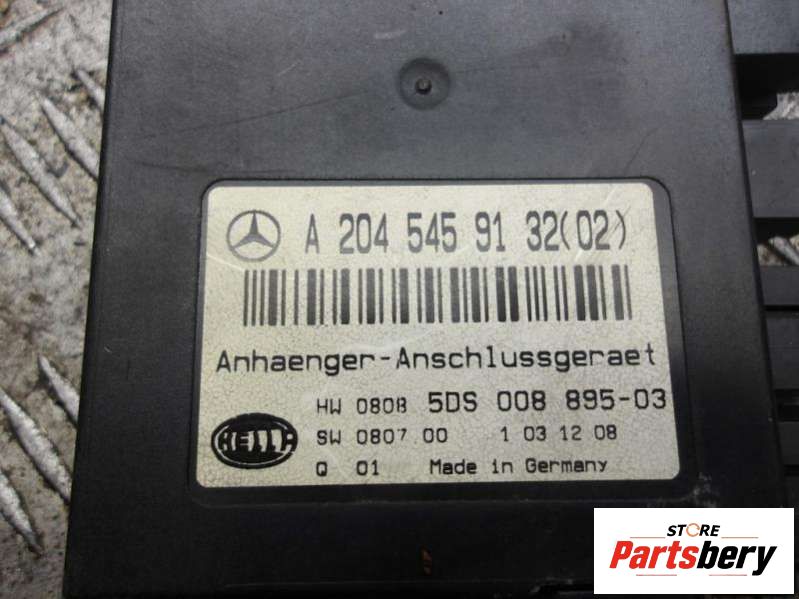 A 204 545 91 32(02)
Anhaenger-Anschlussgeraet
HW 0808 5DS 008 895-03
HELLA
SW 0807 00 1 03 12 08
Q 01 Made in Germany
STORE
Partsbery